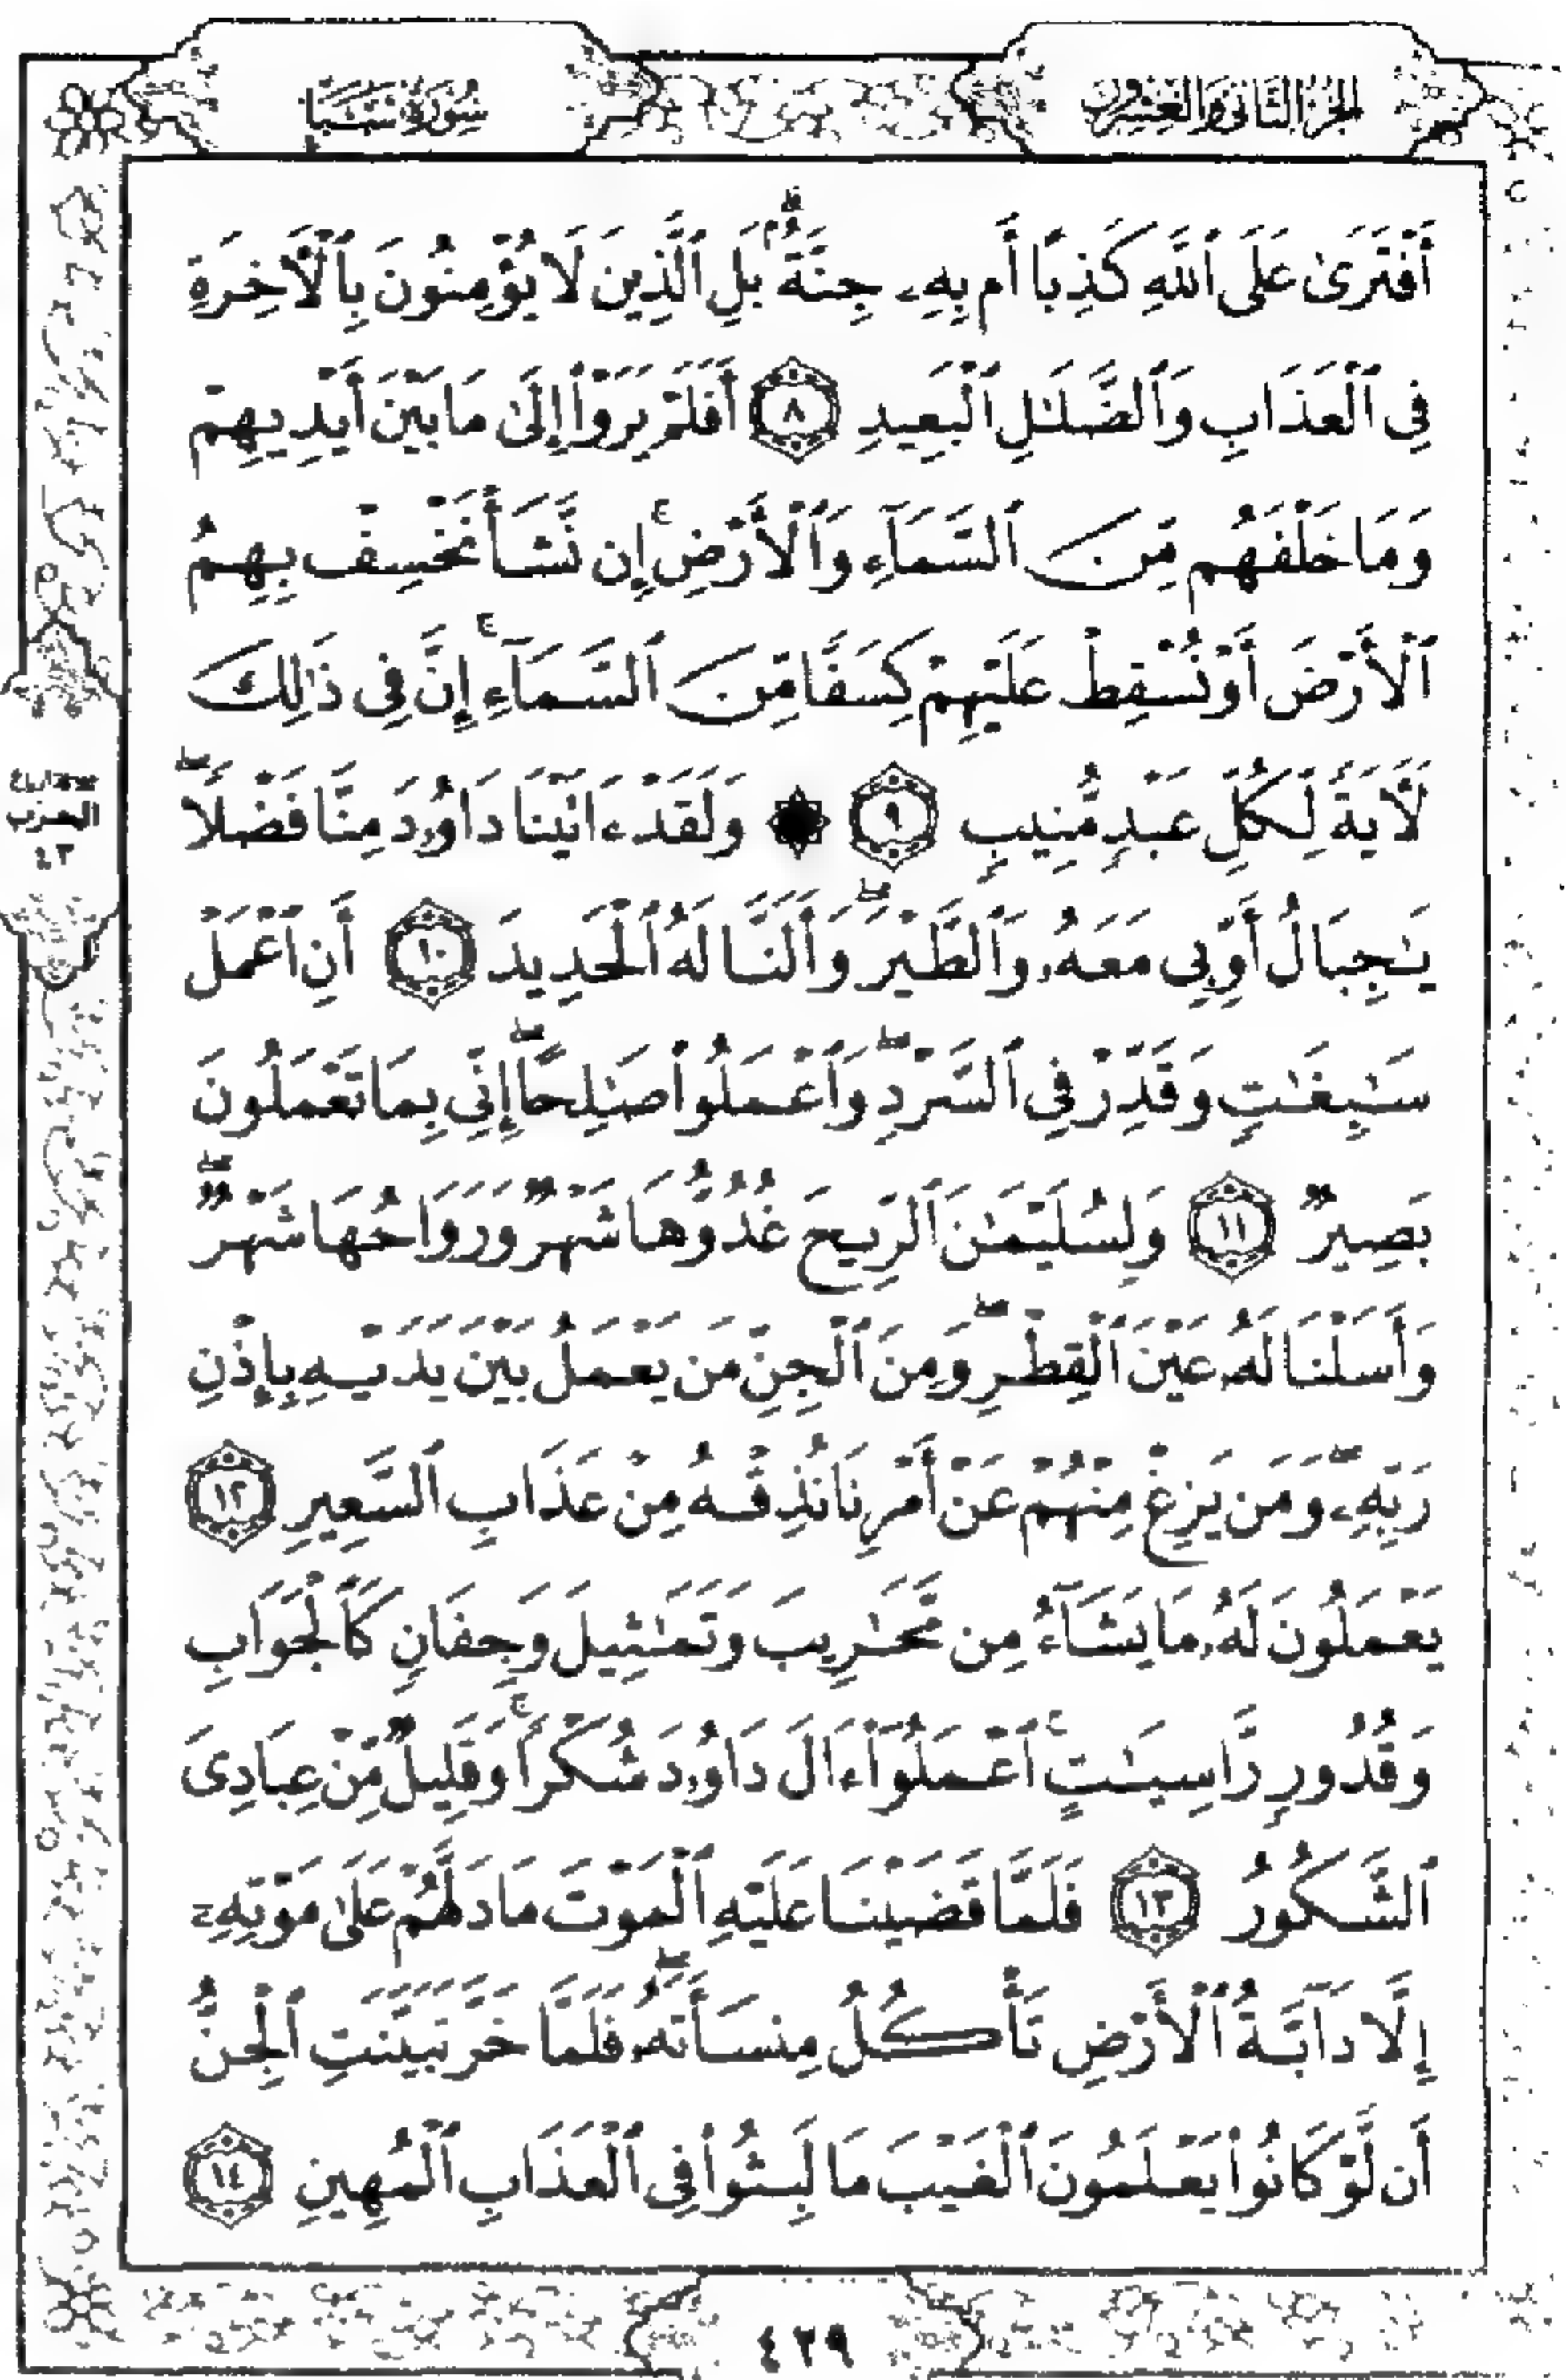 الجزء الثاني والعشرون
سورة سبأ
أَفْتَرَىٰ عَلَى ٱللَّهِ كَذِبًا أَم بِهِۦ جِنَّةٌۢ ۗ بَلِ ٱلَّذِينَ لَا يُؤْمِنُونَ بِٱلْأَخِرَةِ
فِى ٱلْعَذَابِ وَٱلضَّلَـٰلِ ٱلْبَعِيدِ ٨ أَفَلَمْ يَرَوْا۟ إِلَىٰ مَا بَيْنَ أَيْدِيهِمْ
وَمَا خَلْفَهُم مِّنَ ٱلسَّمَآءِ وَٱلْأَرْضِ ۚ إِن نَّشَأْ نَخْسِفْ بِهِمُ
ٱلْأَرْضَ أَوْ نُسْقِطْ عَلَيْهِمْ كِسَفًا مِّنَ ٱلسَّمَآءِ ۚ إِنَّ فِى ذَٰلِكَ
لَـَٔايَةً لِّكُلِّ عَبْدٍ مُّنِيبٍ ٩ ۞ وَلَقَدْ ءَاتَيْنَا دَاوُۥدَ مِنَّا فَضْلًا ۖ
يَـٰجِبَالُ أَوِّبِى مَعَهُۥ وَٱلطَّيْرَ ۖ وَأَلَنَّا لَهُ ٱلْحَدِيدَ ١٠ أَنِ ٱعْمَلْ
سَـٰبِغَـٰتٍ وَقَدِّرْ فِى ٱلسَّرْدِ ۖ وَٱعْمَلُوا۟ صَـٰلِحًا ۖ إِنِّى بِمَا تَعْمَلُونَ
بَصِيرٌ ١١ وَلِسُلَيْمَـٰنَ ٱلرِّيحَ غُدُوُّهَا شَهْرٌ وَرَوَاحُهَا شَهْرٌ ۖ
وَأَسَلْنَا لَهُۥ عَيْنَ ٱلْقِطْرِ ۖ وَمِنَ ٱلْجِنِّ مَن يَعْمَلُ بَيْنَ يَدَيْهِ بِإِذْنِ
رَبِّهِۦ ۖ وَمَن يَزِغْ مِنْهُمْ عَنْ أَمْرِنَا نُذِقْهُ مِنْ عَذَابِ ٱلسَّعِيرِ ١٢
يَعْمَلُونَ لَهُۥ مَا يَشَآءُ مِن مَّحَـٰرِيبَ وَتَمَـٰثِيلَ وَجِفَانٍ كَٱلْجَوَابِ
وَقُدُورٍ رَّاسِيَـٰتٍ ۚ ٱعْمَلُوٓا۟ ءَالَ دَاوُۥدَ شُكْرًا ۚ وَقَلِيلٌ مِّنْ عِبَادِىَ
ٱلشَّكُورُ ١٣ فَلَمَّا قَضَيْنَا عَلَيْهِ ٱلْمَوْتَ مَا دَلَّهُمْ عَلَىٰ مَوْتِهِۦٓ
إِلَّا دَآبَّةُ ٱلْأَرْضِ تَأْكُلُ مِنسَأَتَهُۥ ۖ فَلَمَّا خَرَّ تَبَيَّنَتِ ٱلْجِنُّ
أَن لَّوْ كَانُوا۟ يَعْلَمُونَ ٱلْغَيْبَ مَا لَبِثُوا۟ فِى ٱلْعَذَابِ ٱلْمُهِينِ ١٤
الحزب
٤٣
٤٢٩